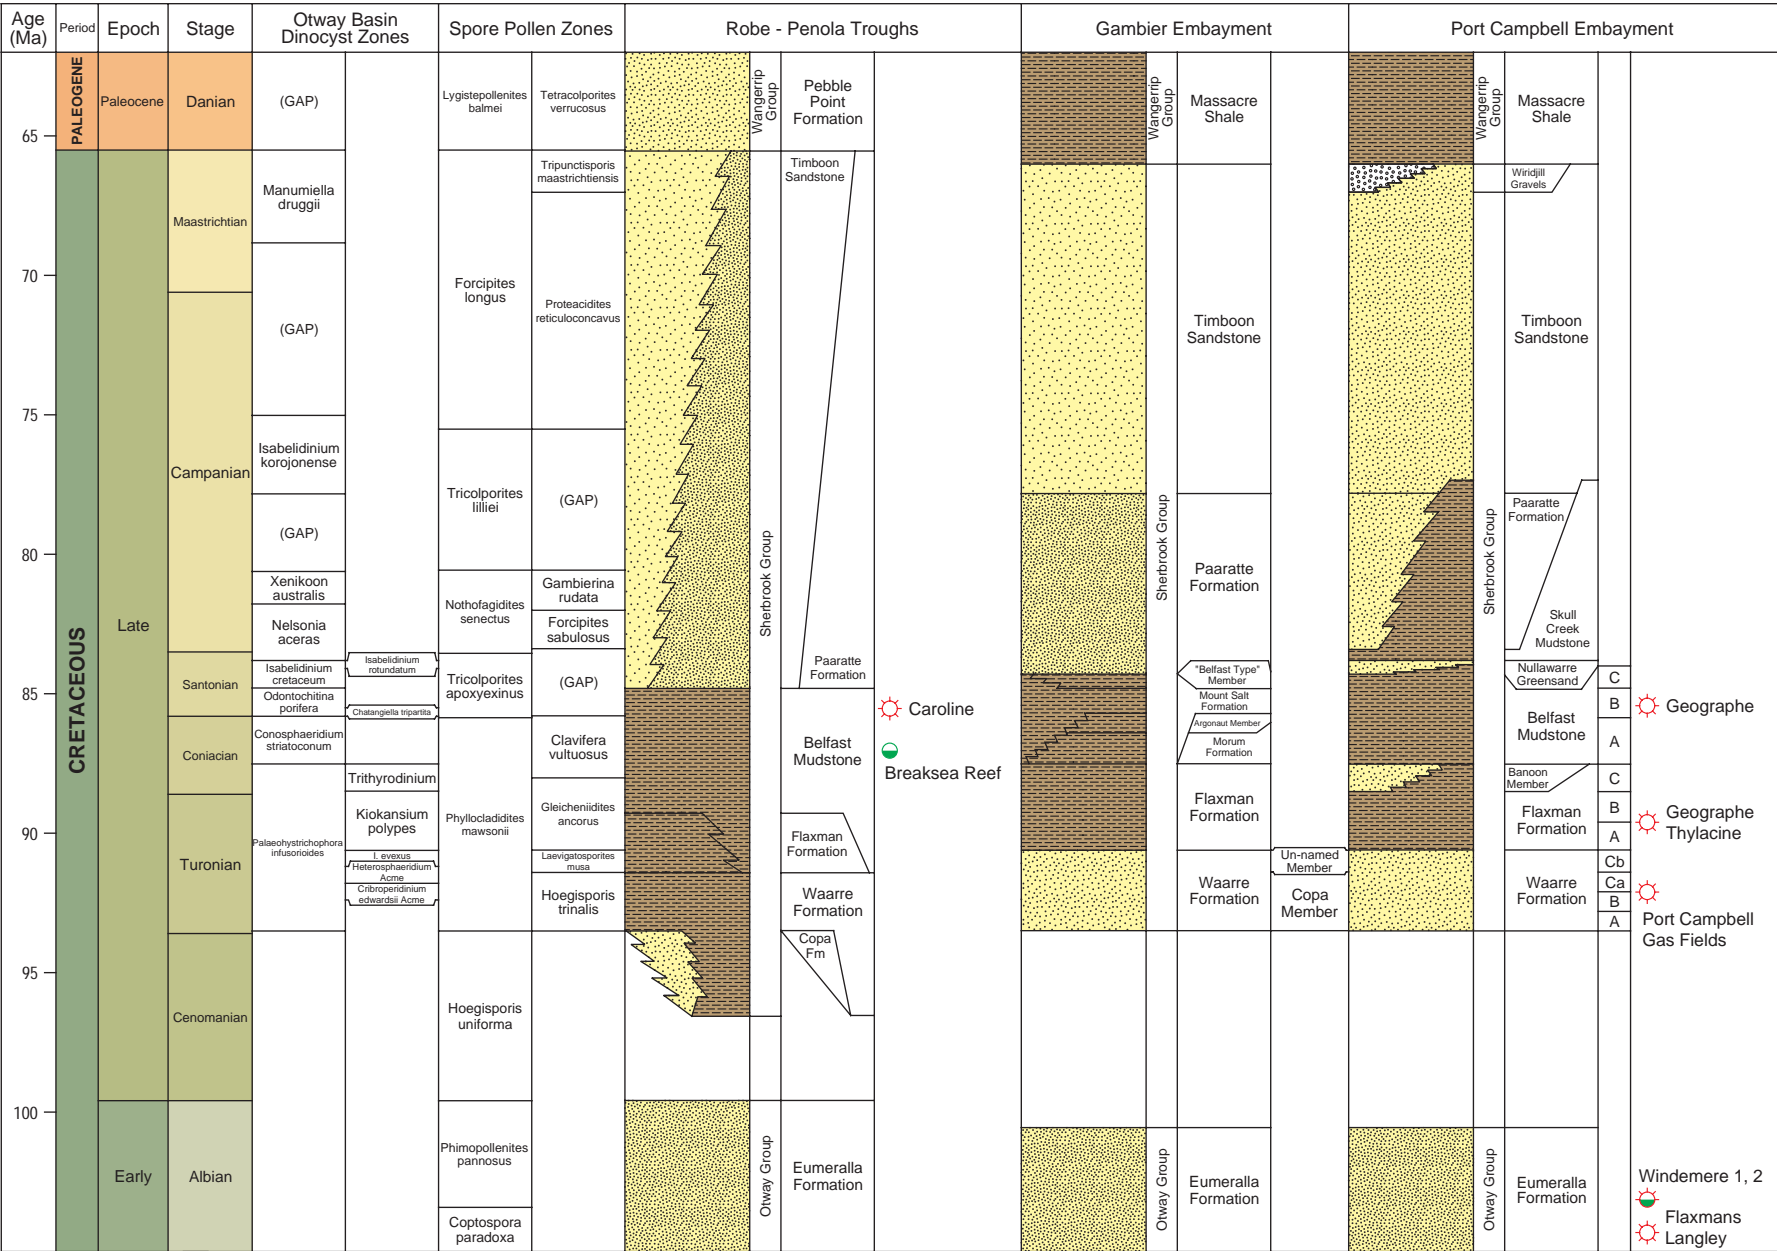 Age
(Ma)
Period
Epoch
Stage
Otway Basin
Dinocyst Zones
Spore Pollen Zones
Robe - Penola Troughs
Gambier Embayment
Port Campbell Embayment
65
70
75
80
85
90
95
100
PALEOGENE
CRETACEOUS
Paleocene
Late
Early
Danian
Maastrichtian
Campanian
Santonian
Coniacian
Turonian
Cenomanian
Albian
(GAP)
Manumiella
druggii
(GAP)
Isabelidinium
korojonense
(GAP)
Xenikoon
australis
Nelsonia
aceras
Isabelidinium
cretaceum
Odontochitina
porifera
Conosphaeridium
striatoconum
Palaeohystrichophora
infusorioides
Isabelidinium
rotundatum
Chatangiella tripartita
Trithyrodinium
Kiokansium
polypes
I. evexus
Heterosphaeridium
Acme
Cribroperidinium
edwardsii Acme
Lygistepollenites
balmei
Forcipites
longus
Tricolporites
lilliei
Nothofagidites
senectus
Tricolporites
apoxyexinus
Phyllocladidites
mawsonii
Hoegisporis
uniforma
Phimopollenites
pannosus
Coptospora
paradoxa
Tetracolporites
verrucosus
Tripunctisporis
maastrichtiensis
Proteacidites
reticuloconcavus
(GAP)
Gambierina
rudata
Forcipites
sabulosus
(GAP)
Clavifera
vultuosus
Gleicheniidites
ancorus
Laevigatosporites
musa
Hoegisporis
trinalis
Wangerrip
Group
Sherbrook Group
Otway Group
Pebble
Point
Formation
Timboon
Sandstone
Paaratte
Formation
Belfast
Mudstone
Flaxman
Formation
Waarre
Formation
Copa
Fm
Eumeralla
Formation
Caroline
Breaksea Reef
Wangerrip
Group
Sherbrook Group
Otway Group
Massacre
Shale
Timboon
Sandstone
Paaratte
Formation
"Belfast Type"
Member
Mount Salt
Formation
Argonaut Member
Morum
Formation
Flaxman
Formation
Waarre
Formation
Un-named
Member
Copa
Member
Eumeralla
Formation
Wangerrip
Group
Sherbrook Group
Otway Group
Massacre
Shale
Wiridjill
Gravels
Timboon
Sandstone
Paaratte
Formation
Skull
Creek
Mudstone
Nullawarre
Greensand
Belfast
Mudstone
Banoon
Member
Flaxman
Formation
Waarre
Formation
Eumeralla
Formation
C
B
A
C
B
A
Cb
Ca
B
A
Geographe
Geographe
Thylacine
Port Campbell
Gas Fields
Windemere 1, 2
Flaxmans
Langley